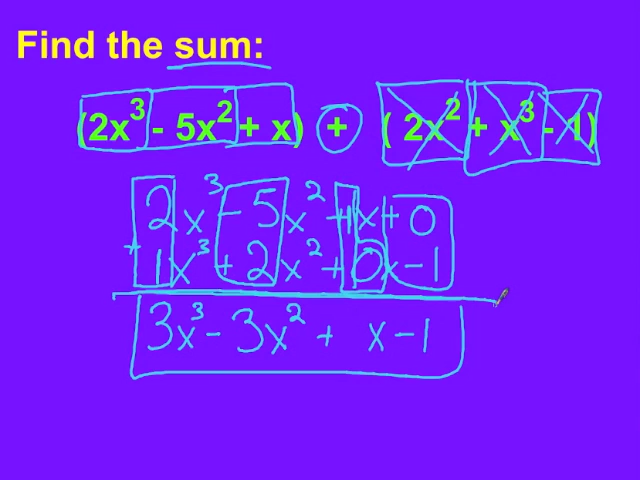 Find the sum:
(2x³ - 5x² + x) + ( 2x² + x³ - 1)
2x³ - 5x² + 1x + 0
+ 1x³ + 2x² + 0x - 1
3x³ - 3x² + x - 1